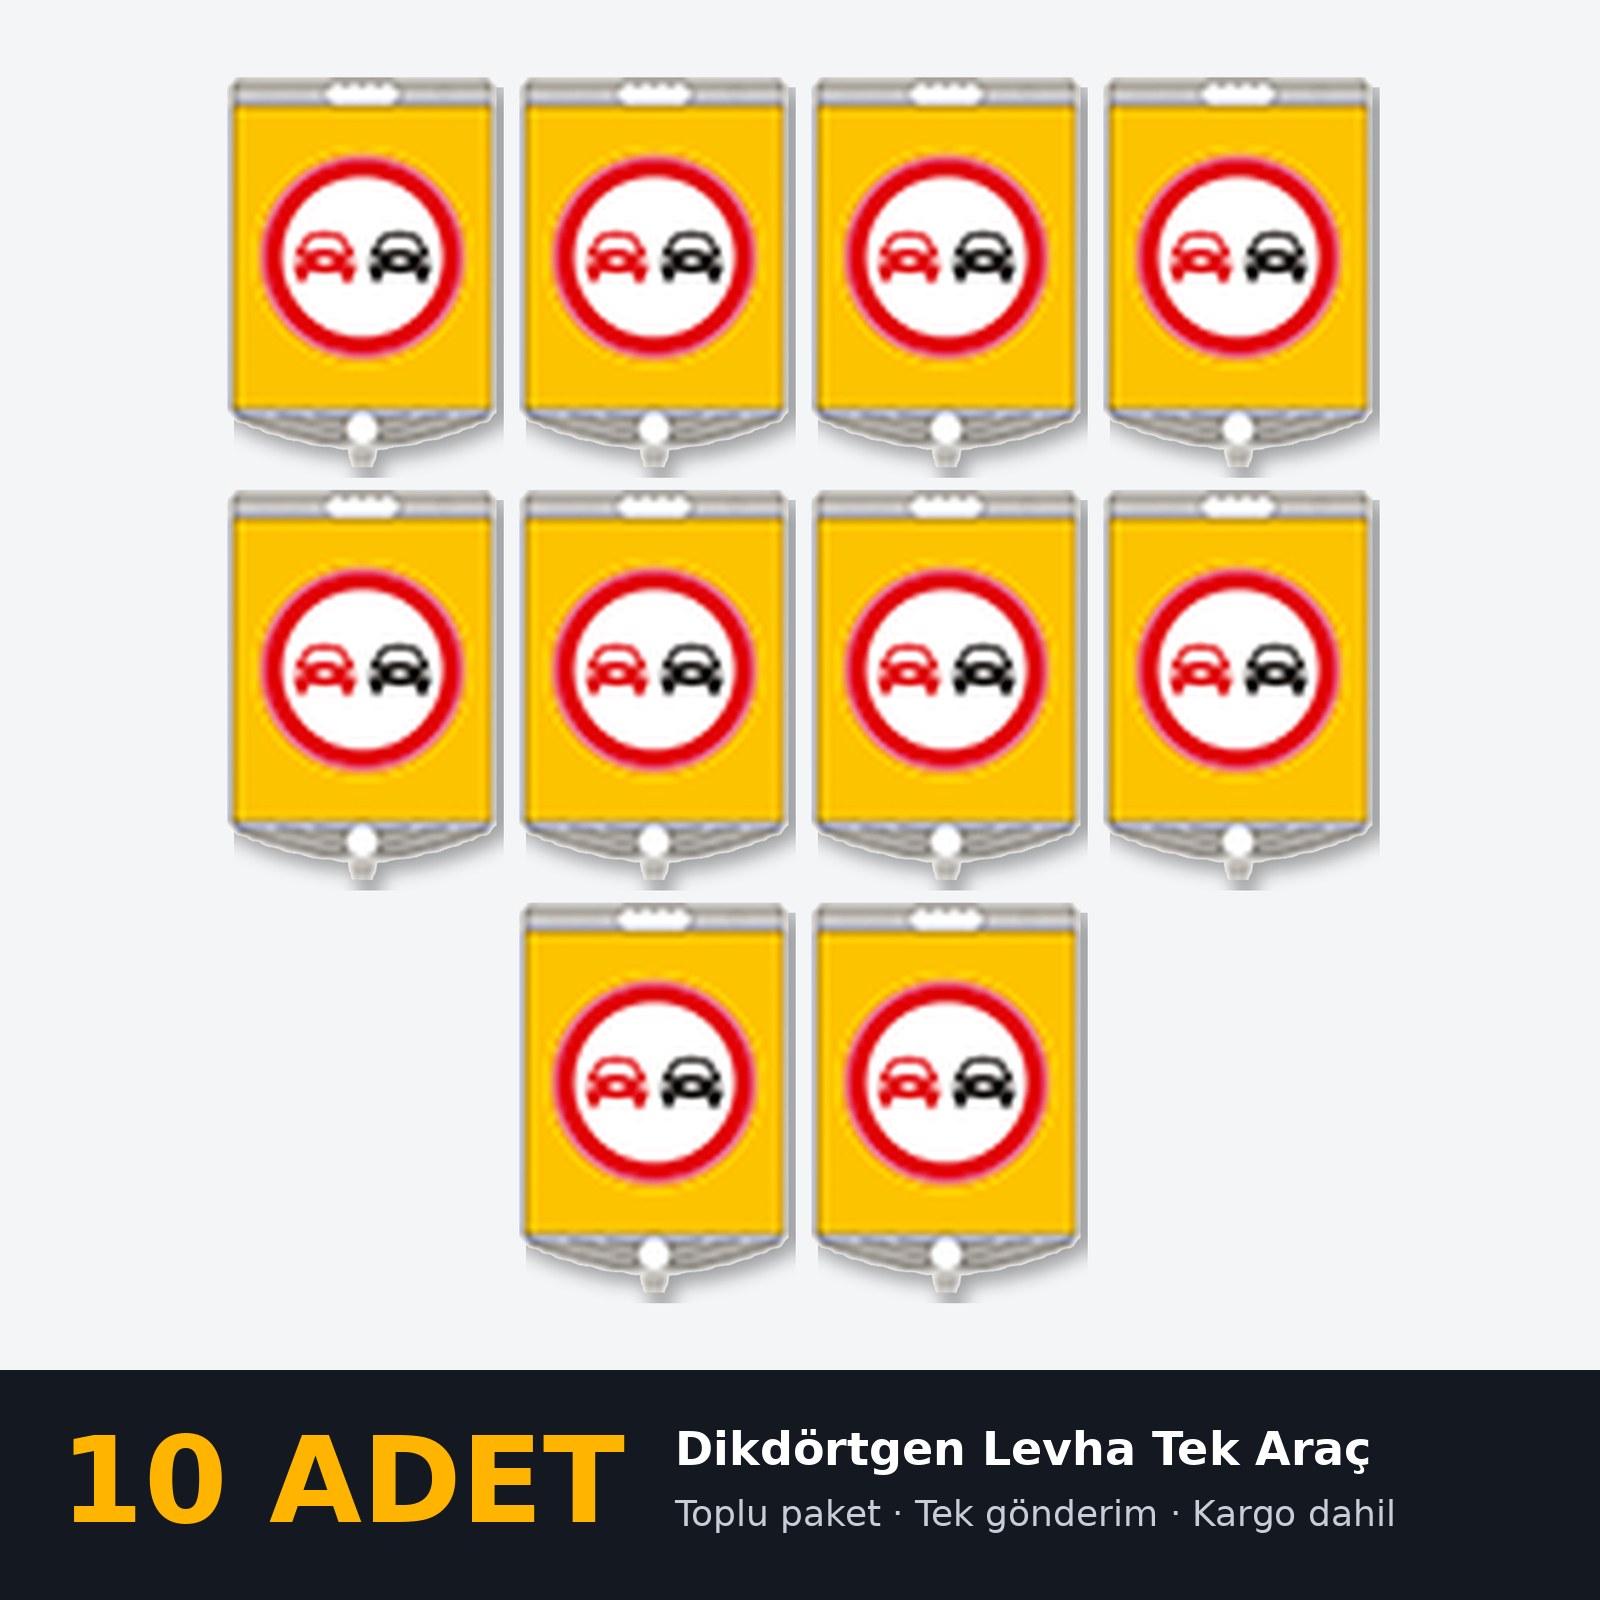 10 ADET
Dikdörtgen Levha Tek Araç
Toplu paket · Tek gönderim · Kargo dahil